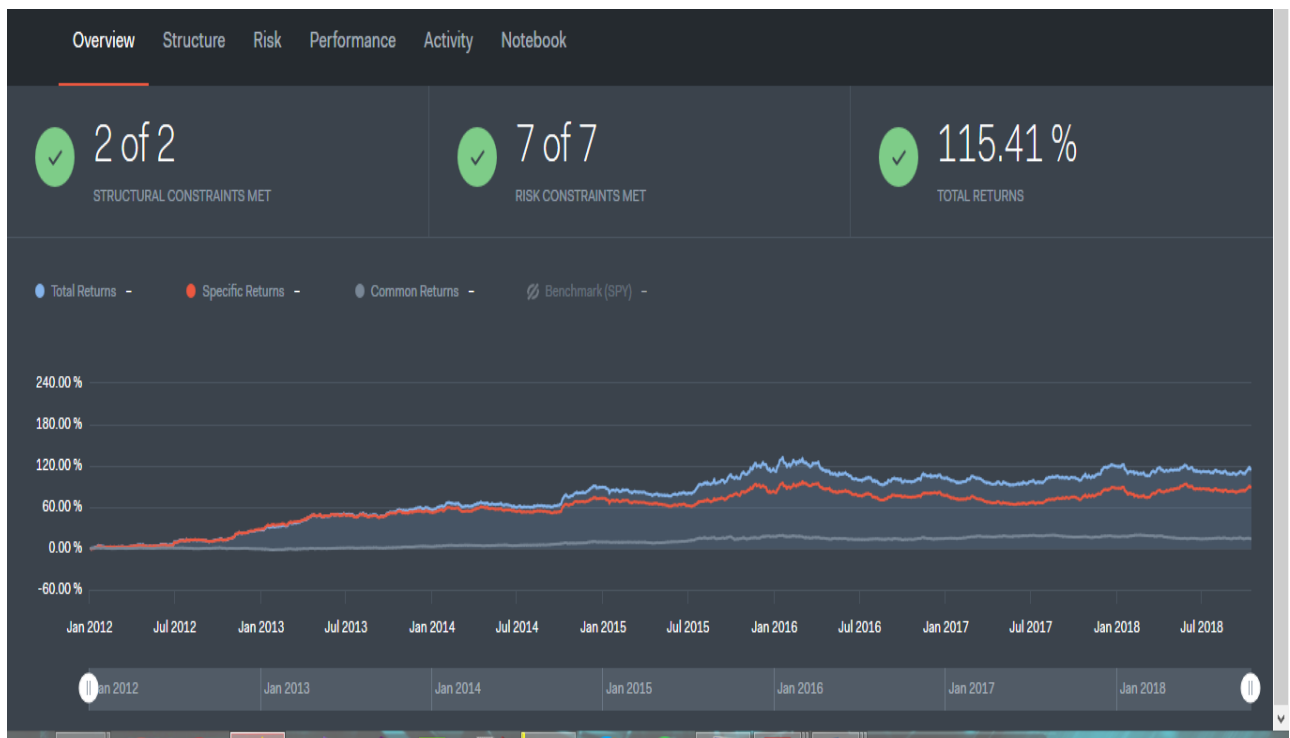 Overview Structure Risk Performance Activity Notebook
2 of 2 7 of 7 115.41 %
STRUCTURAL CONSTRAINTS MET RISK CONSTRAINTS MET TOTAL RETURNS
Total Returns – Specific Returns – Common Returns – Benchmark (SPY) –
240.00 %
180.00 %
120.00 %
60.00 %
0.00 %
-60.00 %
Jan 2012 Jul 2012 Jan 2013 Jul 2013 Jan 2014 Jul 2014 Jan 2015 Jul 2015 Jan 2016 Jul 2016 Jan 2017 Jul 2017 Jan 2018 Jul 2018
an 2012 Jan 2013 Jan 2014 Jan 2015 Jan 2016 Jan 2017 Jan 2018